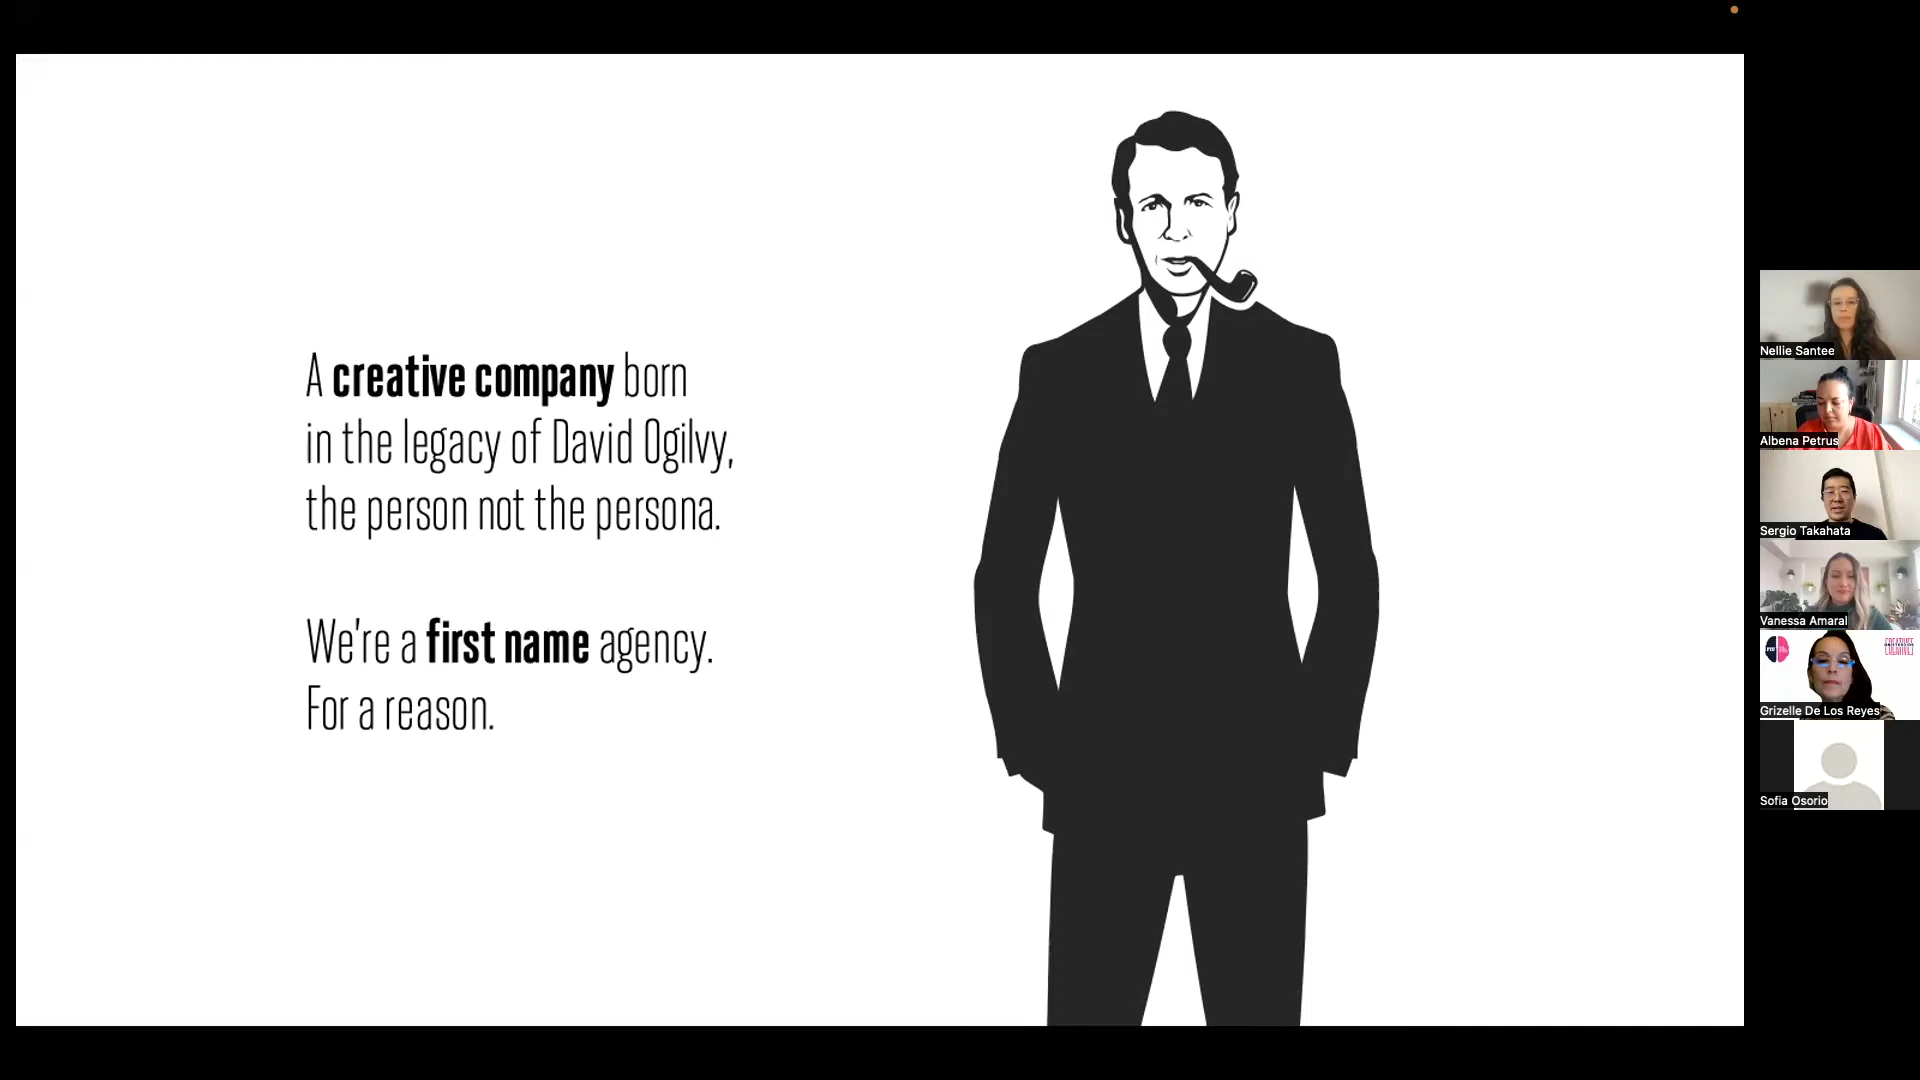 A creative company born
in the legacy of David Ogilvy,
the person not the persona.
We're a first name agency.
For a reason.
Nellie Santee
Albena Petrus
Sergio Takahata
Vanessa Amaral
Grizelle De Los Reyes
Sofia Osorio